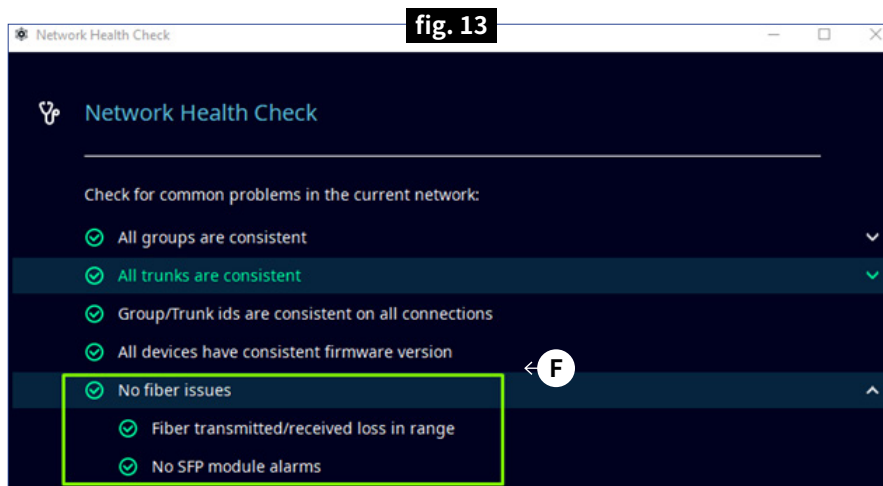 fig. 13
Network Health Check
Network Health Check
Check for common problems in the current network:
All groups are consistent
All trunks are consistent
Group/Trunk ids are consistent on all connections
All devices have consistent firmware version
F
No fiber issues
Fiber transmitted/received loss in range
No SFP module alarms